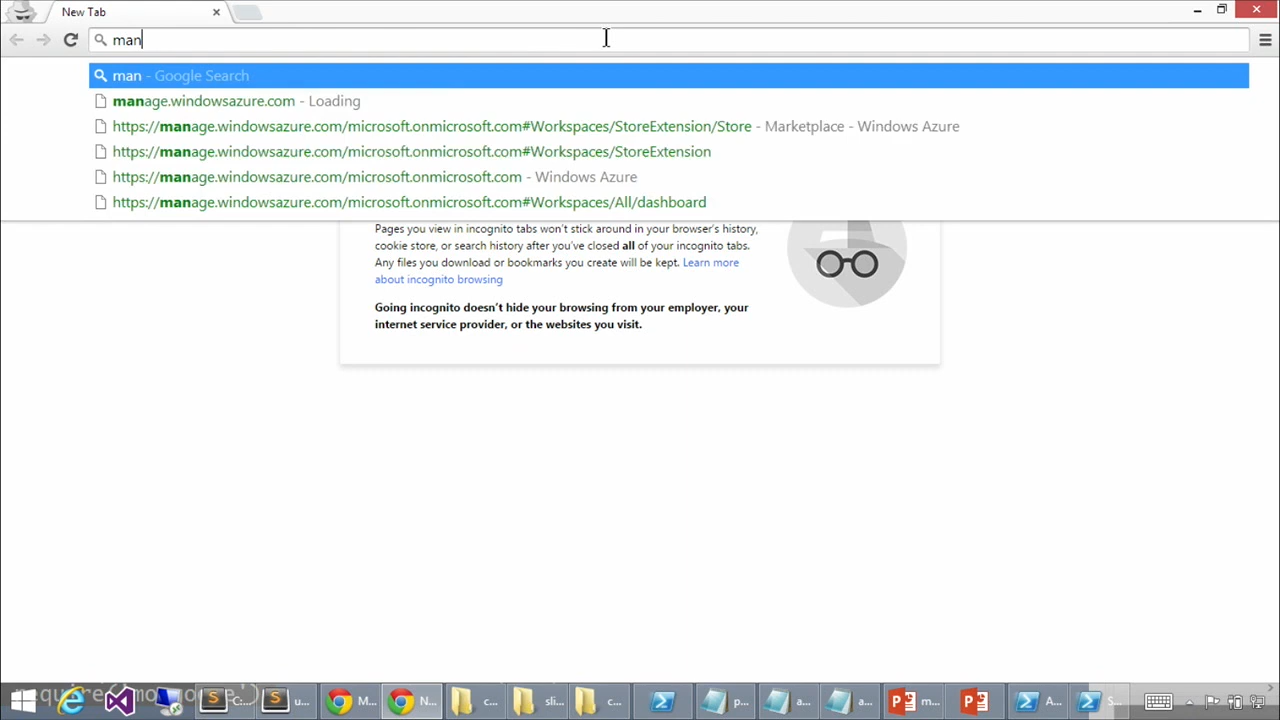 New Tab
man
man - Google Search
manage.windowsazure.com - Loading
https://manage.windowsazure.com/microsoft.onmicrosoft.com#Workspaces/StoreExtension/Store - Marketplace - Windows Azure
https://manage.windowsazure.com/microsoft.onmicrosoft.com#Workspaces/StoreExtension
https://manage.windowsazure.com/microsoft.onmicrosoft.com - Windows Azure
https://manage.windowsazure.com/microsoft.onmicrosoft.com#Workspaces/All/dashboard
Pages you view in incognito tabs won't stick around in your browser's history,
cookie store, or search history after you've closed all of your incognito tabs.
Any files you download or bookmarks you create will be kept. Learn more
about incognito browsing
Going incognito doesn't hide your browsing from your employer, your
internet service provider, or the websites you visit.
C... u... M... N... c... sli... c... p... a... a... m... A... S...